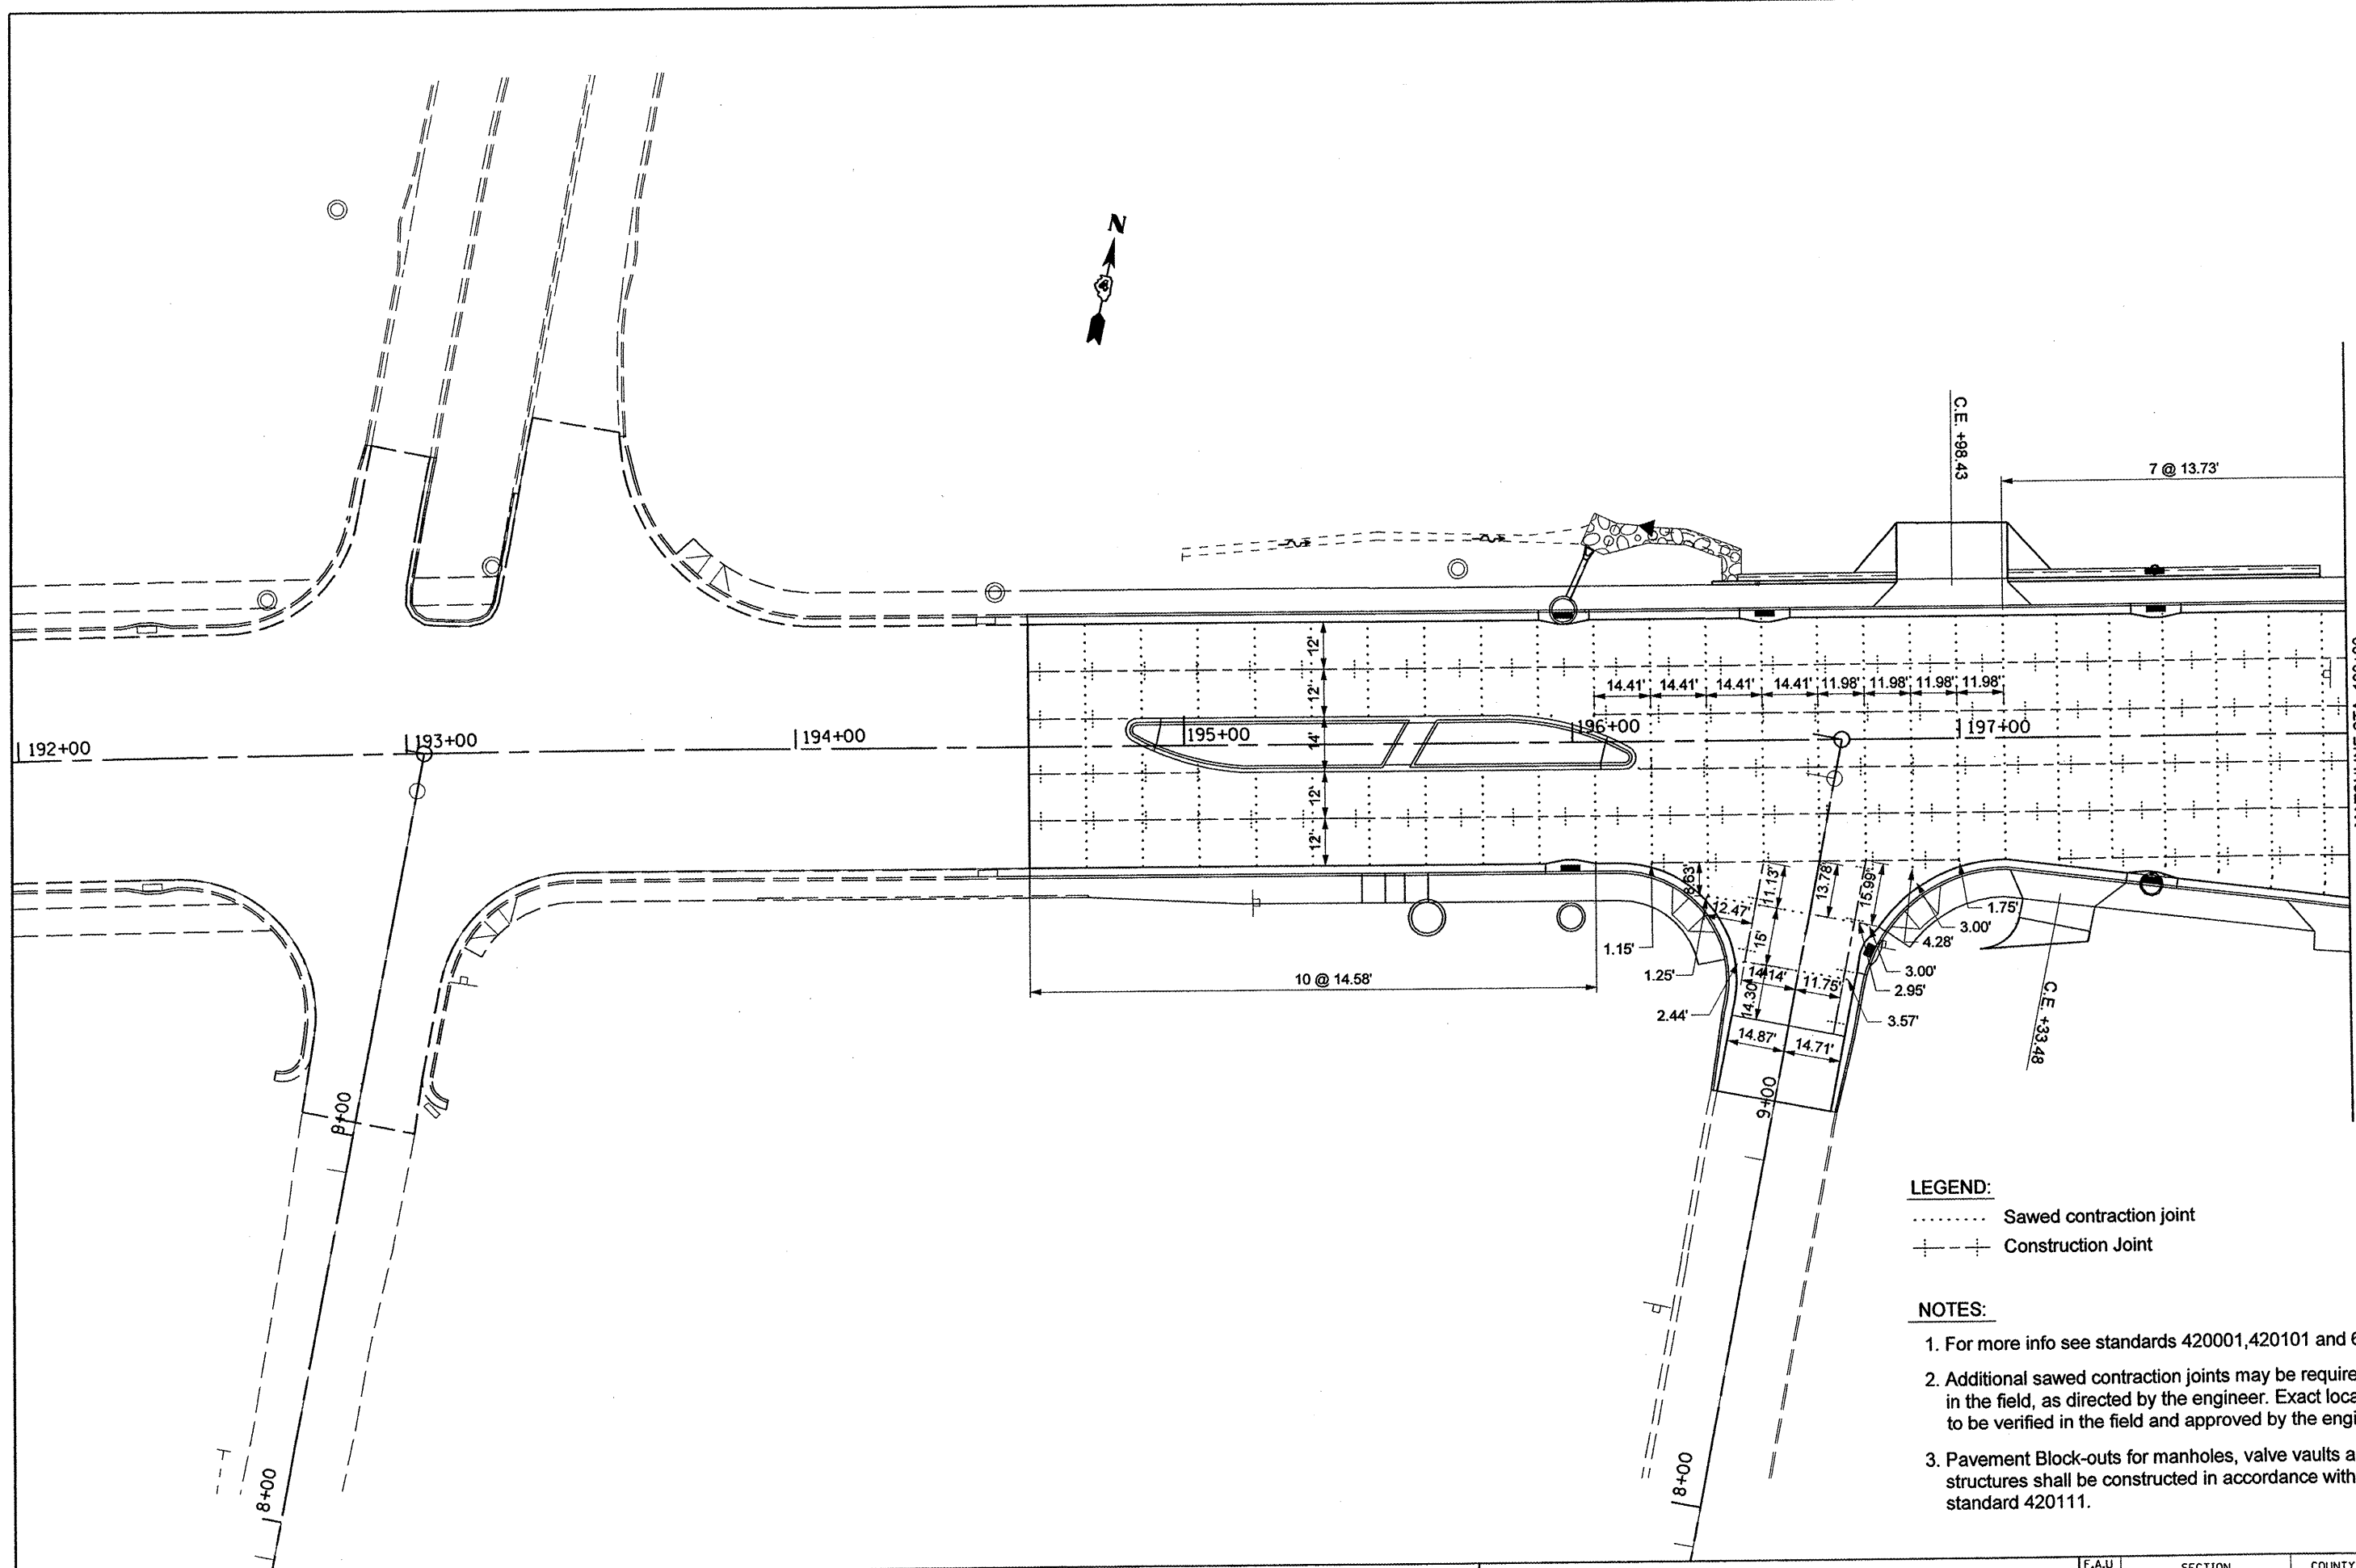 N
C.E. +98.43
7 @ 13.73'
12'
12'
14'
12'
12'
14.41'
14.41'
14.41'
14.41'
11.98'
11.98'
11.98'
11.98'
192+00
193+00
194+00
195+00
196+00
197+00
8.63'
11.13'
13.78'
15.99'
12.47'
15'
1.15'
1.25'
2.44'
14.14'
11.75'
14.30'
14.87'
14.71'
1.75'
3.00'
4.28'
3.00'
2.95'
3.57'
10 @ 14.58'
C.E. +33.48
9+00
9+00
8+00
8+00
LEGEND:
Sawed contraction joint
Construction Joint
NOTES:
1. For more info see standards 420001,420101 and
2. Additional sawed contraction joints may be require
in the field, as directed by the engineer. Exact loca
to be verified in the field and approved by the engi
3. Pavement Block-outs for manholes, valve vaults a
structures shall be constructed in accordance with
standard 420111.
F.A.U
SECTION
COUNTY